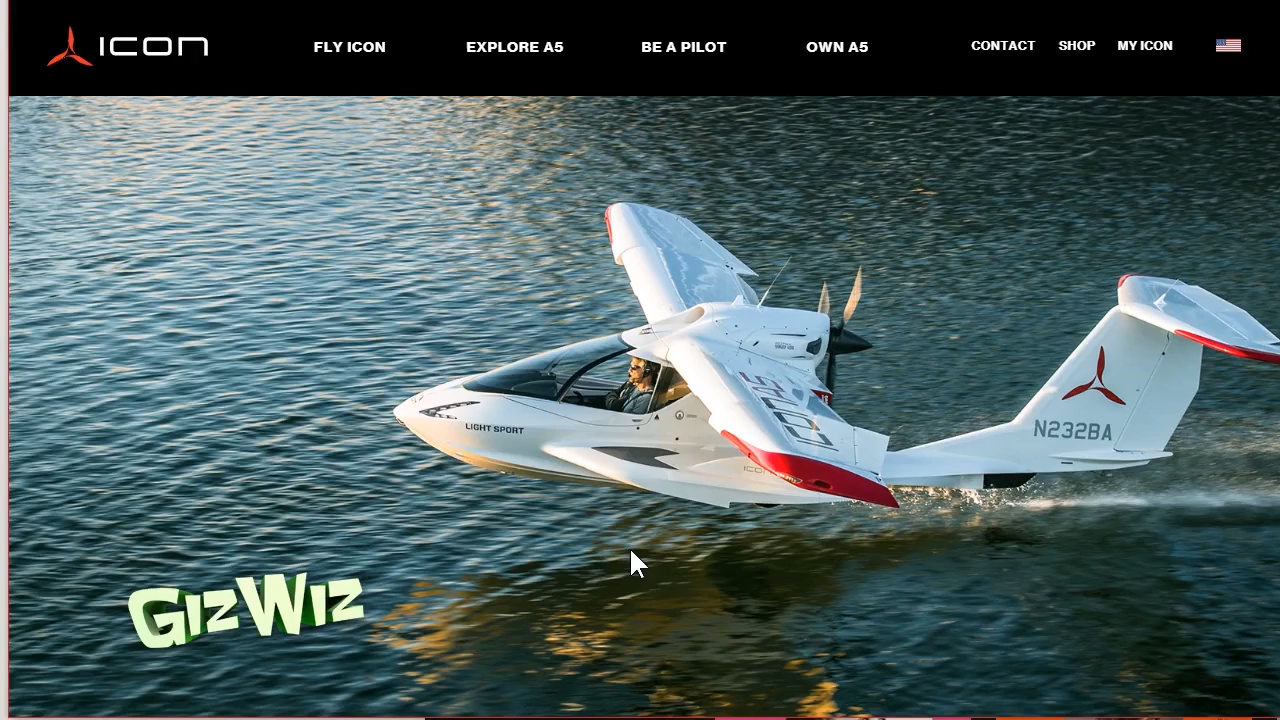 ICON
FLY ICON
EXPLORE A5
BE A PILOT
OWN A5
CONTACT
SHOP
MY ICON
LIGHT SPORT
ICON
N232BA
GIZWIZ